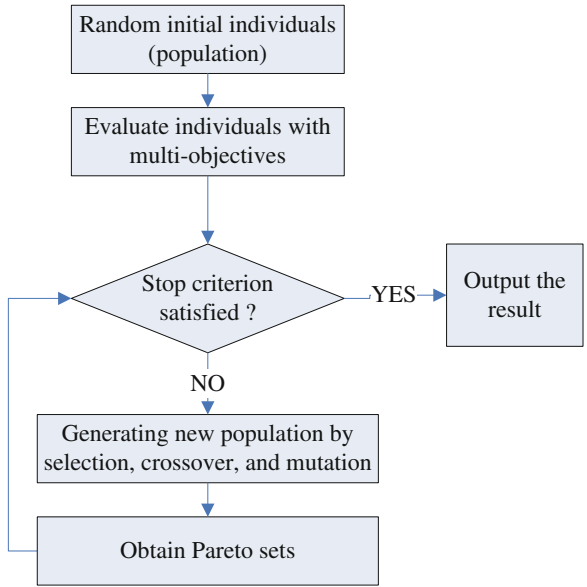 Random initial individuals
(population)
Evaluate individuals with
multi-objectives
Stop criterion
satisfied ?
YES
Output the
result
NO
Generating new population by
selection, crossover, and mutation
Obtain Pareto sets